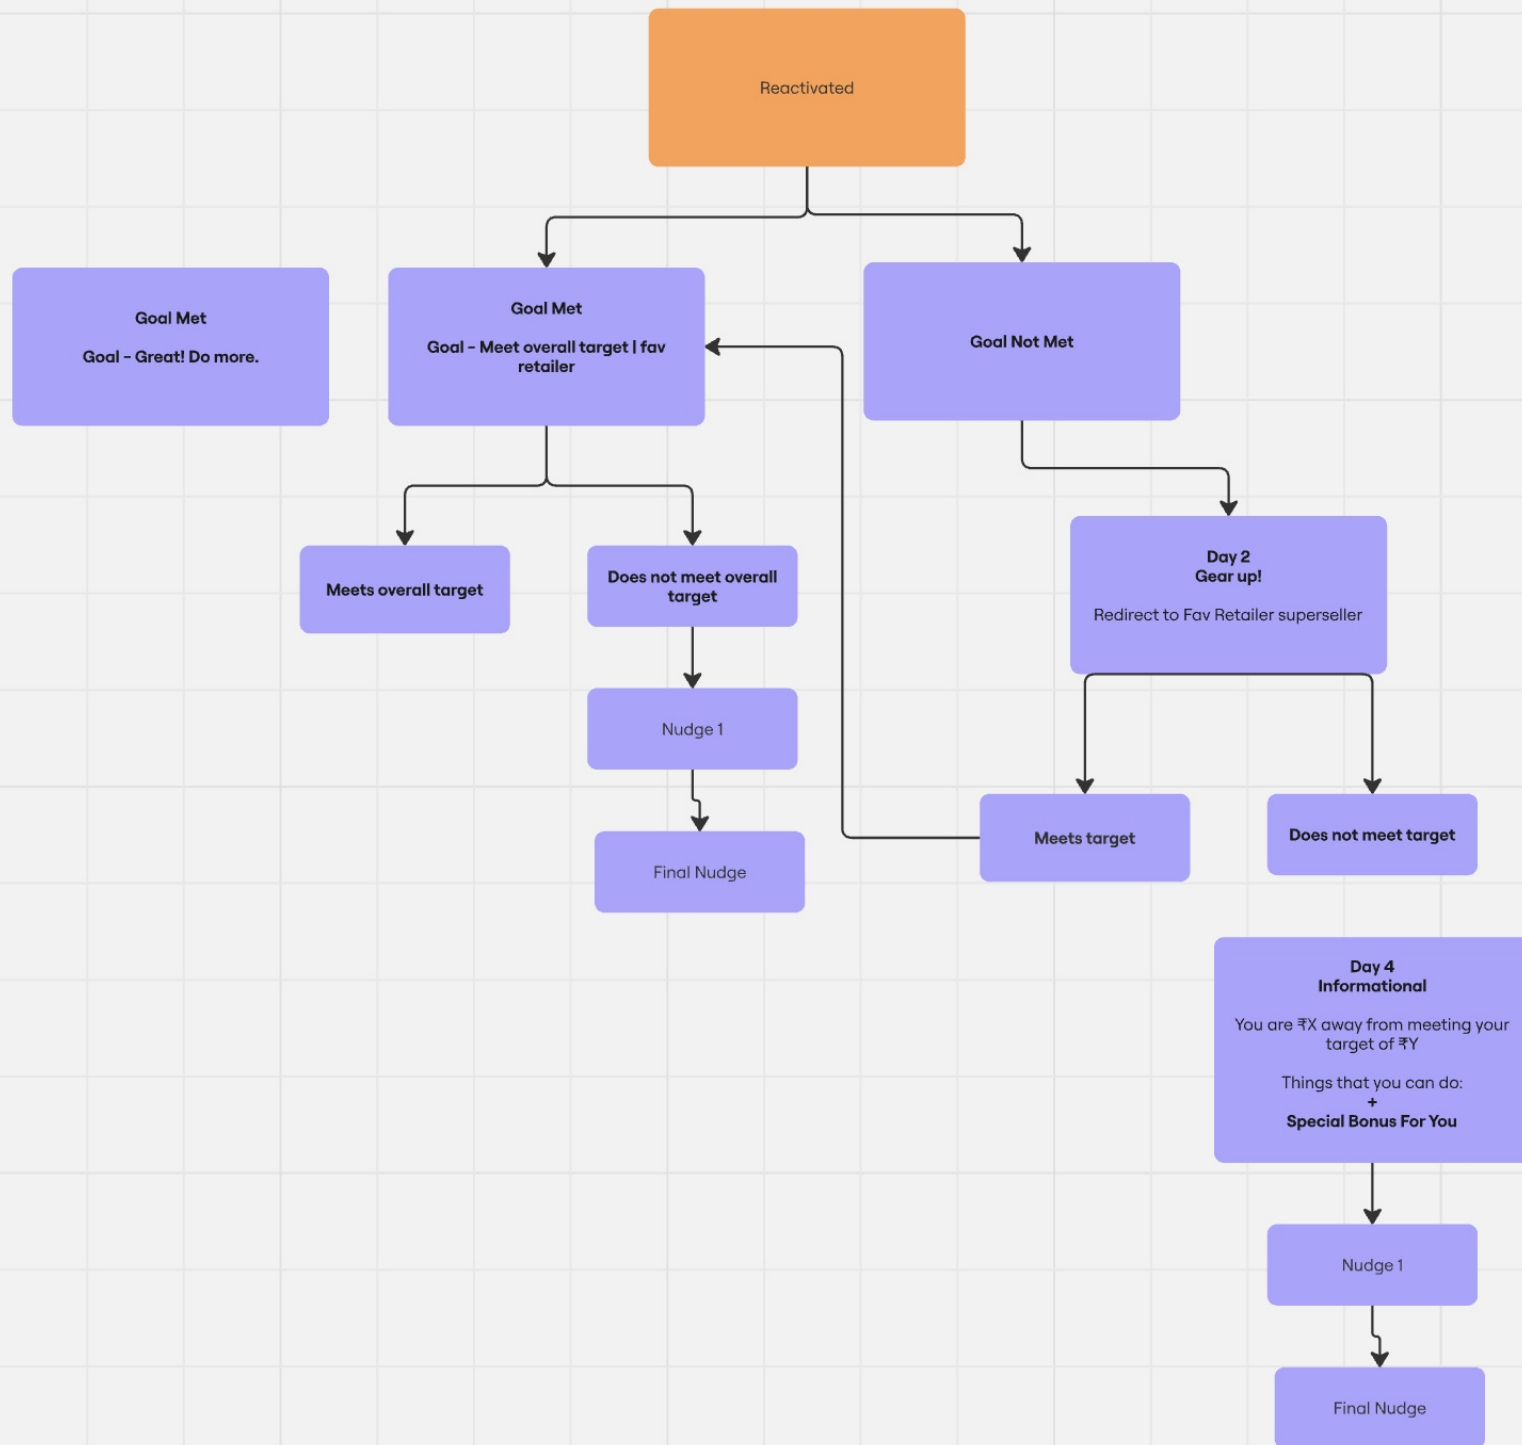 Reactivated
Goal Met
Goal - Great! Do more.
Goal Met
Goal - Meet overall target | fav
retailer
Goal Not Met
Meets overall target
Does not meet overall
target
Nudge 1
Final Nudge
Day 2
Gear up!
Redirect to Fav Retailer superseller
Meets target
Does not meet target
Day 4
Informational
You are ₹X away from meeting your
target of ₹Y
Things that you can do:
+
Special Bonus For You
Nudge 1
Final Nudge